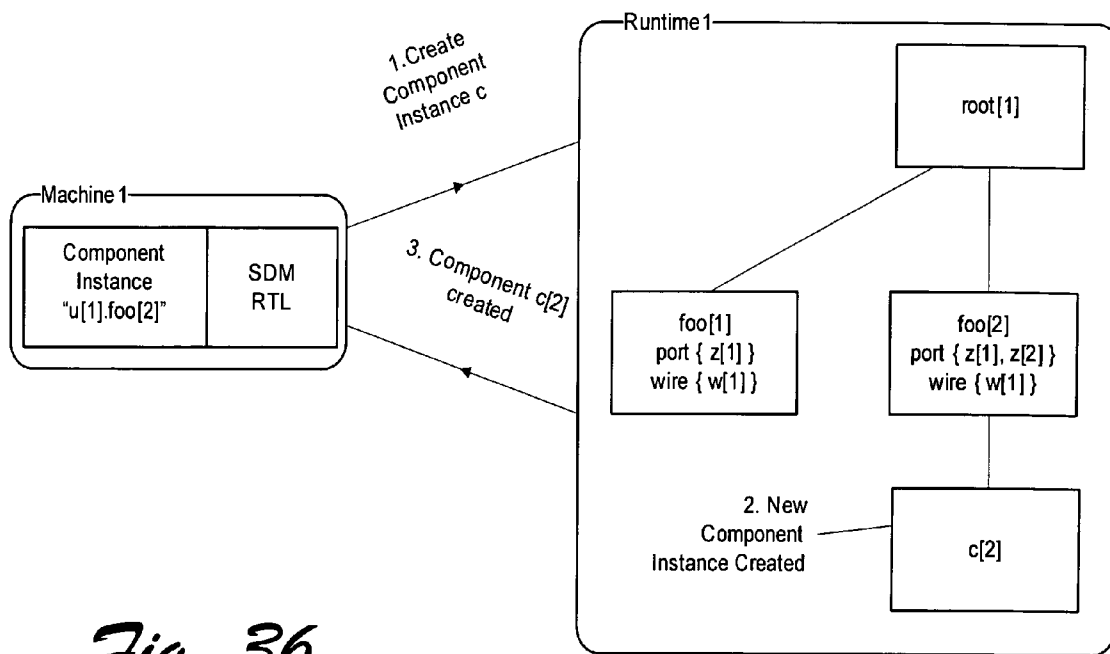 Runtime1
1.Create
Component
Instance c
root[1]
Machine1
Component
Instance
“u[1].foo[2]”
SDM
RTL
3. Component c[2]
created
foo[1]
port { z[1] }
wire { w[1] }
foo[2]
port { z[1], z[2] }
wire { w[1] }
2. New
Component
Instance Created
c[2]
Fig. 36